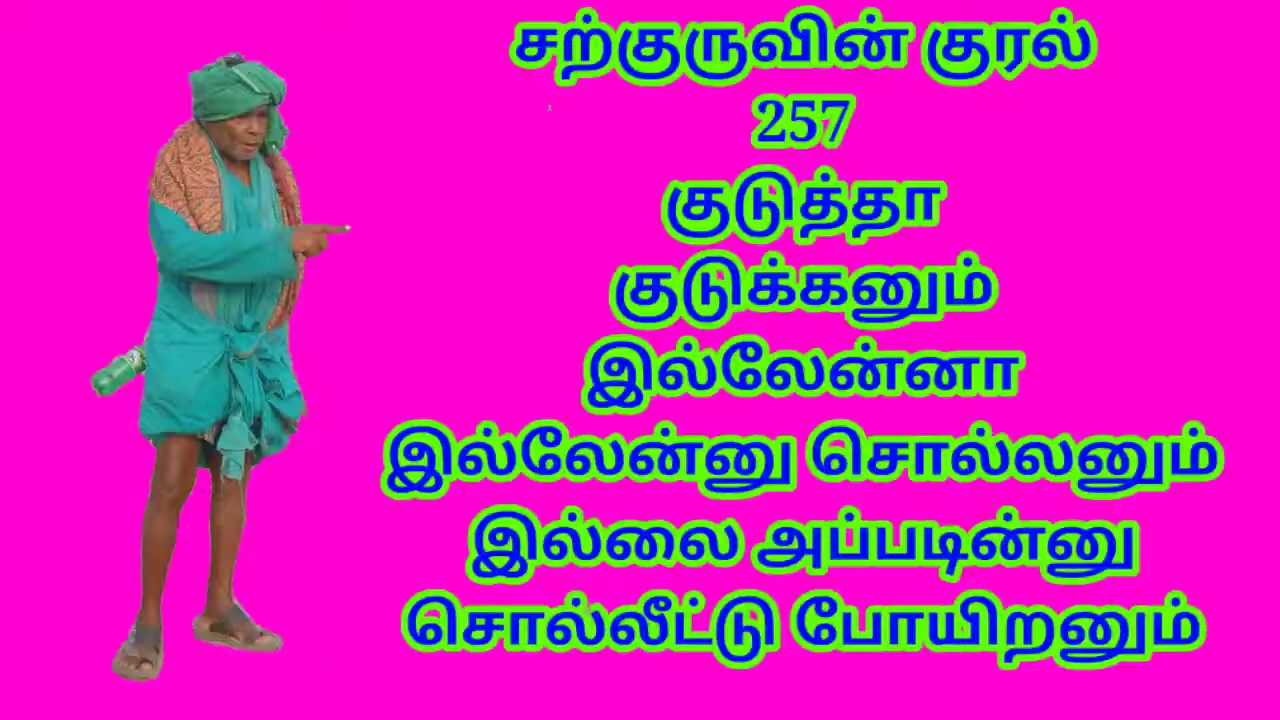 சற்குருவின் குரல்
257
குடுத்தா
குடுக்கனும்
இல்லேன்னா
இல்லேன்னு சொல்லனும்
இல்லை அப்படின்னு
சொல்லீட்டு போயிறனும்